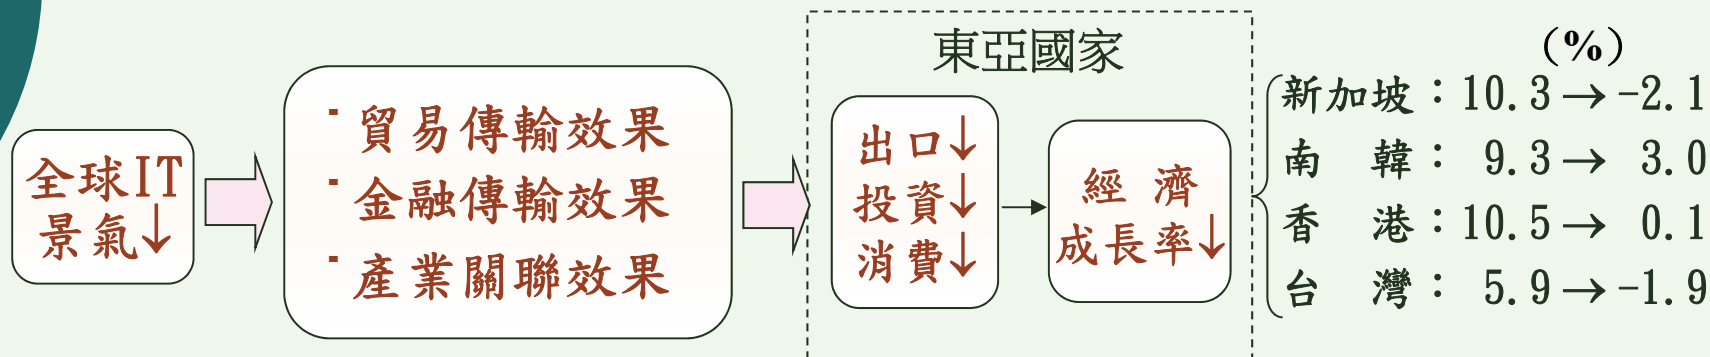 全球IT
景氣↓
- 貿易傳輸效果
- 金融傳輸效果
- 產業關聯效果
東亞國家
出口↓
投資↓
消費↓
經 濟
成長率↓
(%)
新加坡：10.3→-2.1
南 韓：9.3→ 3.0
香 港：10.5→ 0.1
台 灣：5.9→-1.9